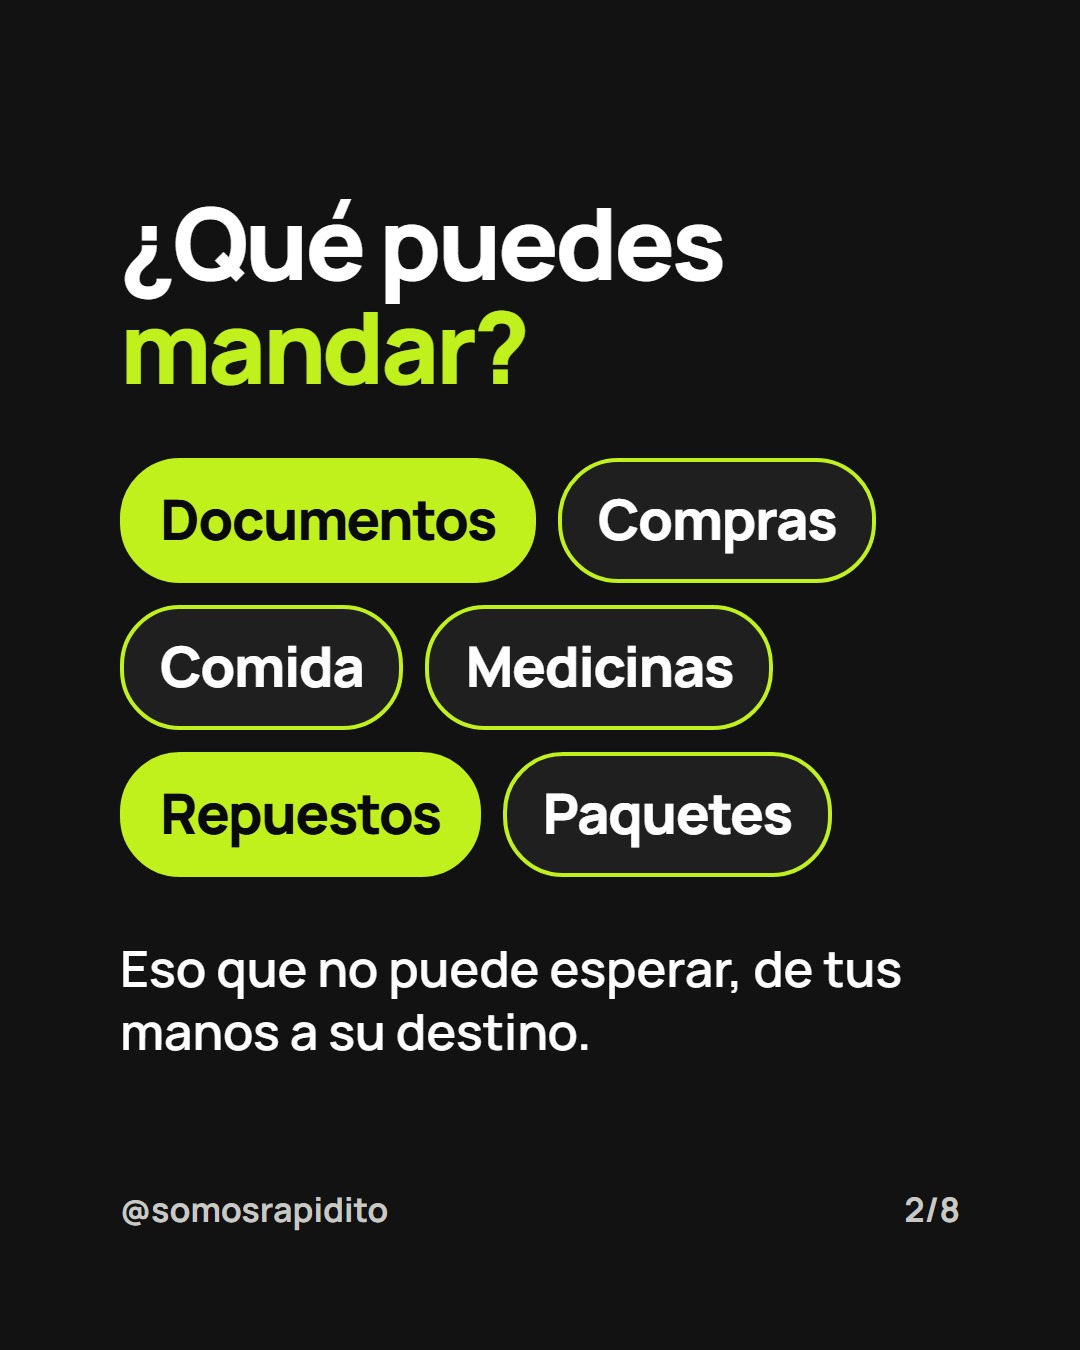 ¿Qué puedes
mandar?
Documentos Compras
Comida Medicinas
Repuestos Paquetes
Eso que no puede esperar, de tus
manos a su destino.
@somosrapidito 2/8